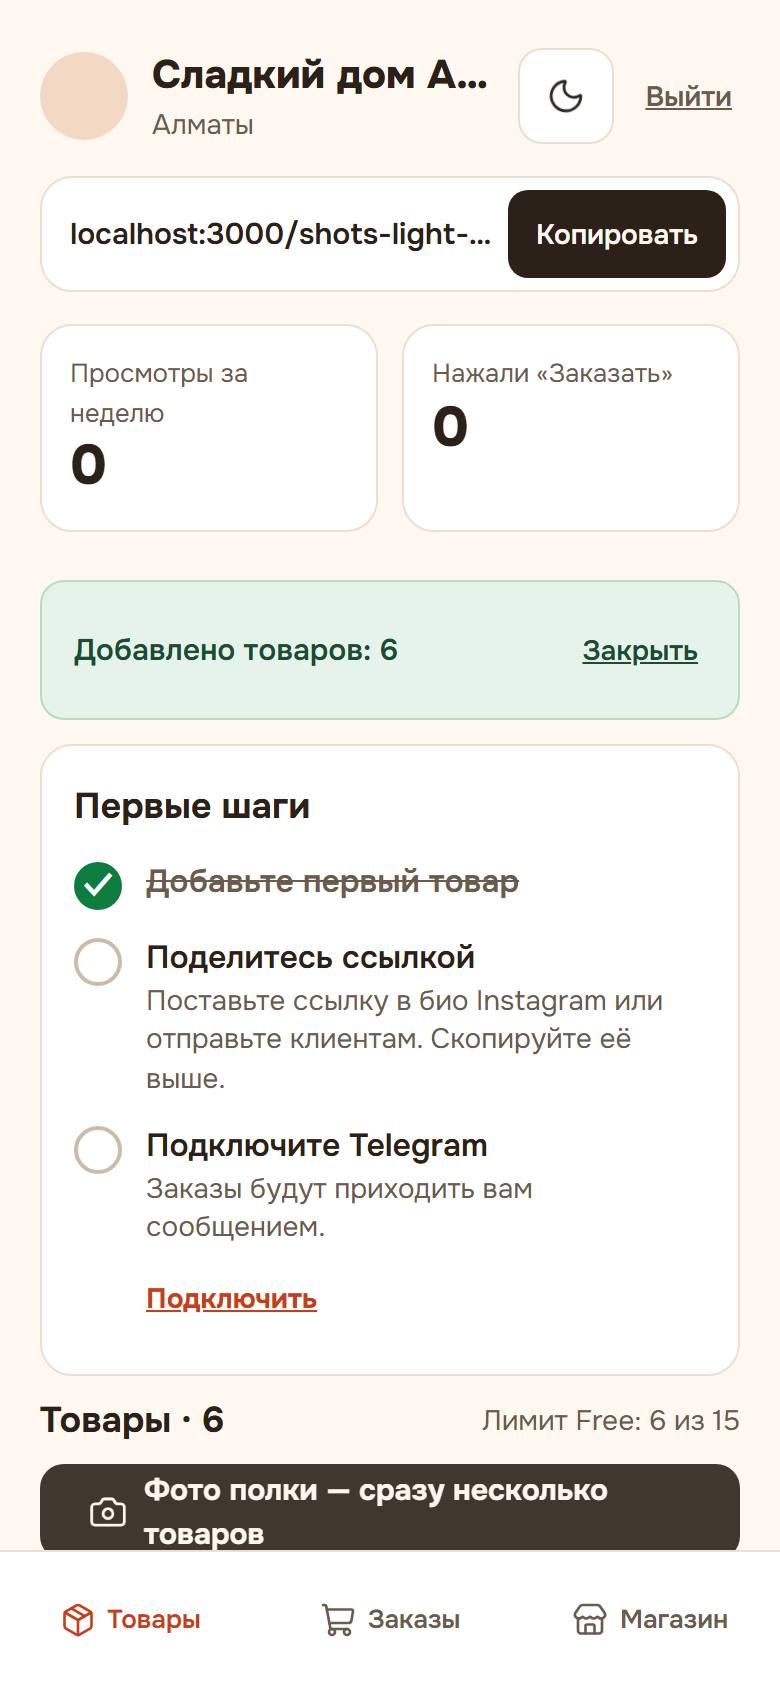 Сладкий дом А...
Алматы
Выйти
localhost:3000/shots-light-...
Копировать
Просмотры за
неделю
0
Нажали «Заказать»
0
Добавлено товаров: 6
Закрыть
Первые шаги
Добавьте первый товар
Поделитесь ссылкой
Поставьте ссылку в био Instagram или
отправьте клиентам. Скопируйте её
выше.
Подключите Telegram
Заказы будут приходить вам
сообщением.
Подключить
Товары · 6
Лимит Free: 6 из 15
Фото полки — сразу несколько
товаров
Товары
Заказы
Магазин